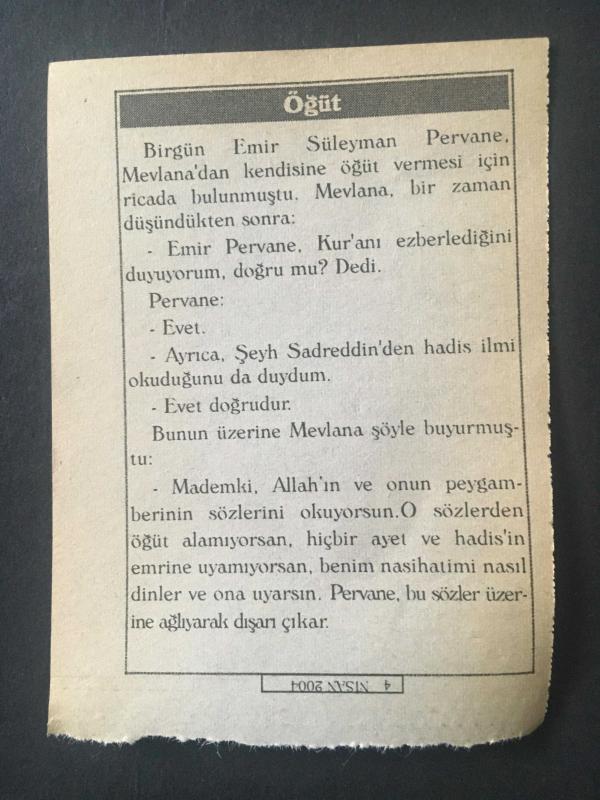 Öğüt
Birgün Emir Süleyman Pervane,
Mevlana'dan kendisine öğüt vermesi için
ricada bulunmuştu. Mevlana, bir zaman
düşündükten sonra:
- Emir Pervane, Kur'anı ezberlediğini
duyuyorum, doğru mu? Dedi.
Pervane:
- Evet.
- Ayrıca, Şeyh Sadreddin'den hadis ilmi
okuduğunu da duydum.
- Evet doğrudur.
Bunun üzerine Mevlana şöyle buyurmuş-
tu:
- Mademki, Allah'ın ve onun peygam-
berinin sözlerini okuyorsun.O sözlerden
öğüt alamıyorsan, hiçbir ayet ve hadis'in
emrine uyamıyorsan, benim nasihatimi nasıl
dinler ve ona uyarsın. Pervane, bu sözler üzer-
ine ağlıyarak dışarı çıkar.
4 NİSAN 2004